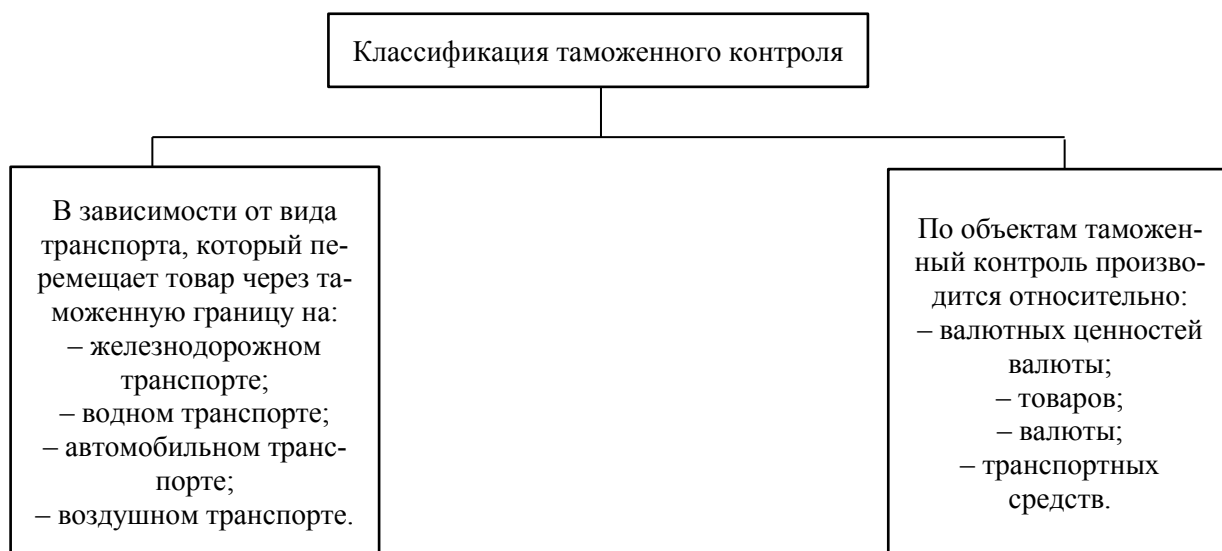 Классификация таможенного контроля
В зависимости от вида
транспорта, который пе-
ремещает товар через та-
моженную границу на:
– железнодорожном
транспорте;
– водном транспорте;
– автомобильном транс-
порте;
– воздушном транспорте.
По объектам таможен-
ный контроль произво-
дится относительно:
– валютных ценностей
валюты;
– товаров;
– валюты;
– транспортных
средств.